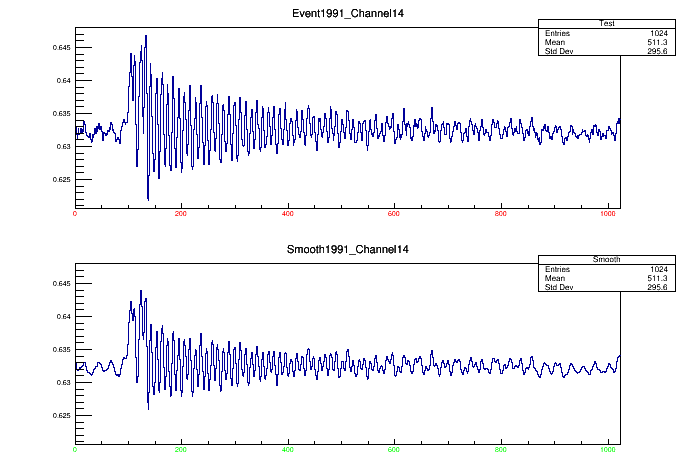 Event1991_Channel14
Test
Entries 1024
Mean 511.3
Std Dev 295.6
0.645
0.64
0.635
0.63
0.625
0 200 400 600 800 1000
Smooth1991_Channel14
Smooth
Entries 1024
Mean 511.3
Std Dev 295.6
0.645
0.64
0.635
0.63
0.625
0 200 400 600 800 1000